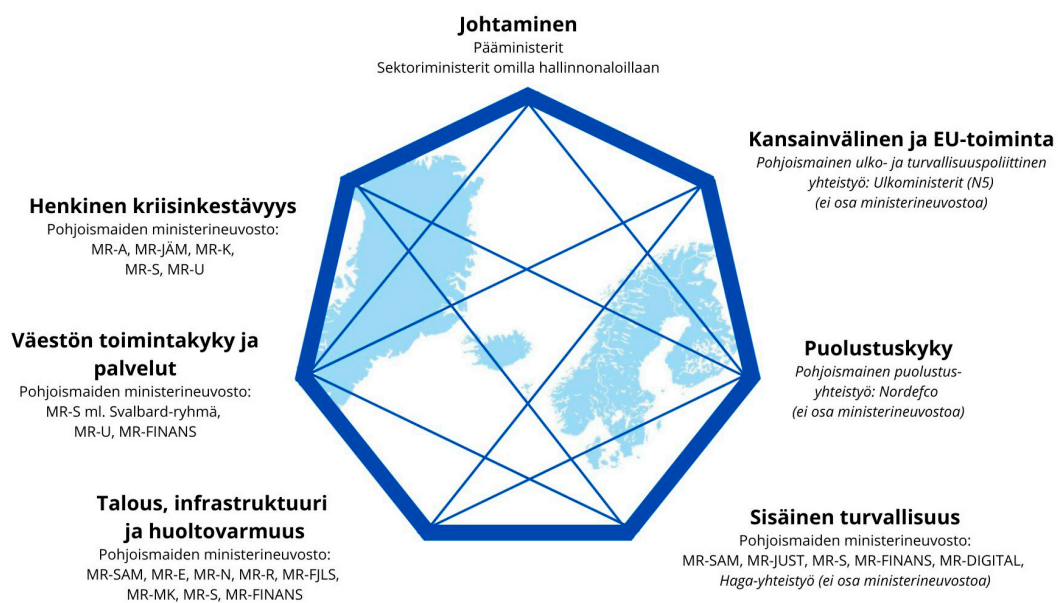 Johtaminen
Pääministerit
Sektoriministerit omilla hallinnonaloillaan
Kansainvälinen ja EU-toiminta
Pohjoismainen ulko- ja turvallisuuspoliittinen
yhteistyö: Ulkoministerit (N5)
(ei osa ministerineuvostoa)
Puolustuskyky
Pohjoismainen puolustus-
yhteistyö: Nordefco
(ei osa ministerineuvostoa)
Sisäinen turvallisuus
Pohjoismaiden ministerineuvosto:
MR-SAM, MR-JUST, MR-S, MR-FINANS, MR-DIGITAL,
Haga-yhteistyö (ei osa ministerineuvostoa)
Talous, infrastruktuuri
ja huoltovarmuus
Pohjoismaiden ministerineuvosto:
MR-SAM, MR-E, MR-N, MR-R, MR-FJLS,
MR-MK, MR-S, MR-FINANS
Väestön toimintakyky ja
palvelut
Pohjoismaiden ministerineuvosto:
MR-S ml. Svalbard-ryhmä,
MR-U, MR-FINANS
Henkinen kriisinkestävyys
Pohjoismaiden ministerineuvosto:
MR-A, MR-JÄM, MR-K,
MR-S, MR-U